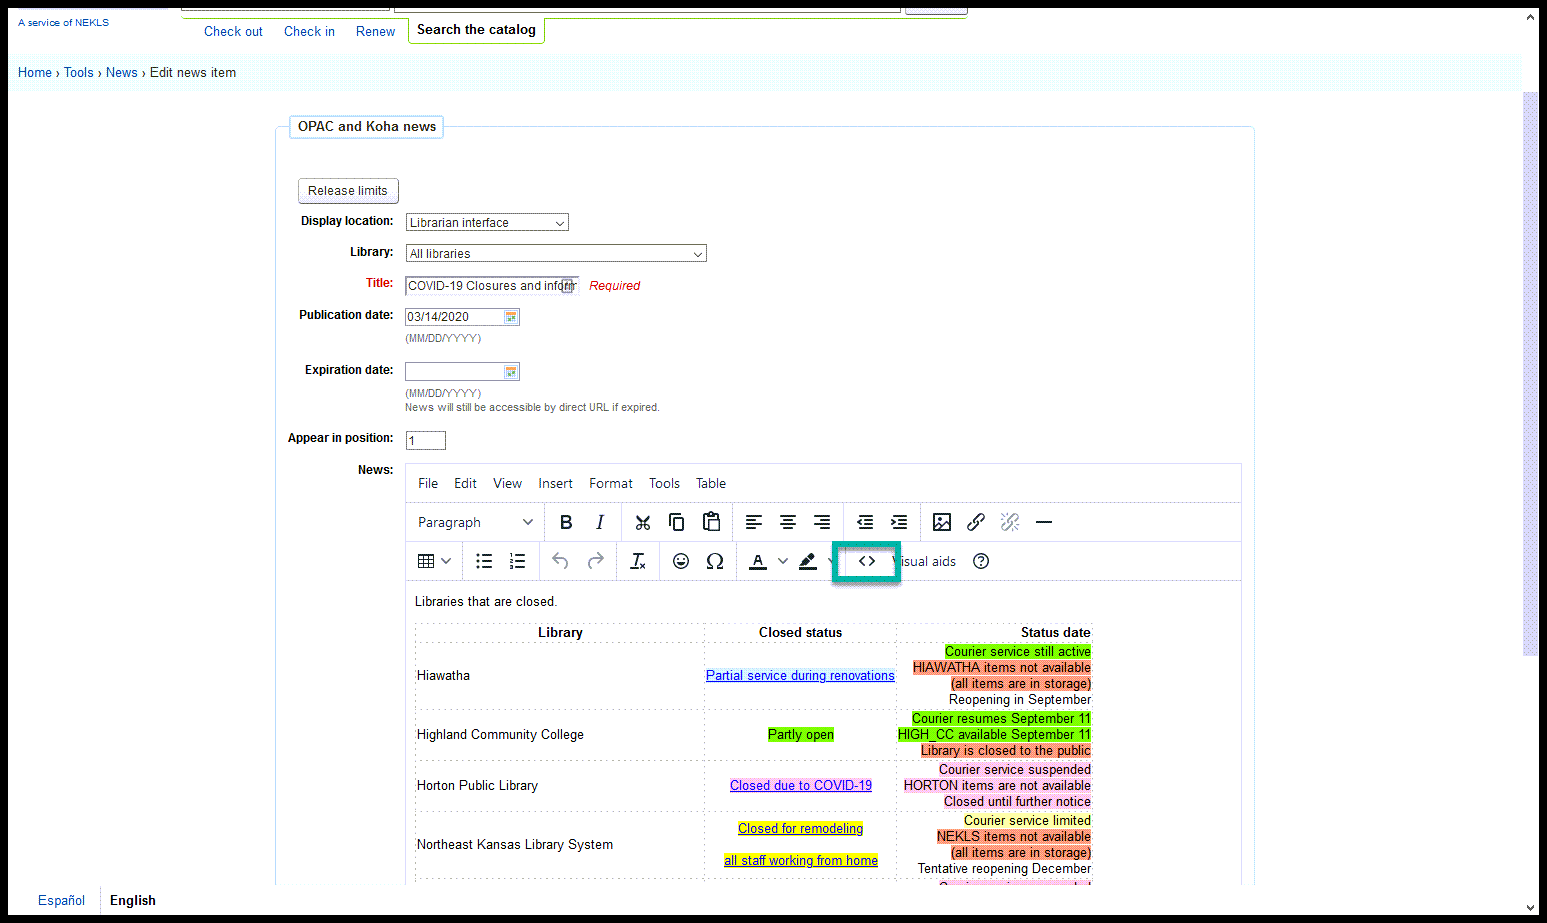 A service of NEKLS
Check out Check in Renew Search the catalog
Home › Tools › News › Edit news item
OPAC and Koha news
Release limits
Display location: Librarian interface
Library: All libraries
Title: COVID-19 Closures and inform Required
Publication date: 03/14/2020
(MM/DD/YYYY)
Expiration date:
(MM/DD/YYYY)
News will still be accessible by direct URL if expired.
Appear in position: 1
News:
File Edit View Insert Format Tools Table
Paragraph B I
A <> isual aids
Libraries that are closed.
Library Closed status Status date
Hiawatha Partial service during renovations Courier service still active
HIAWATHA items not available
(all items are in storage)
Reopening in September
Highland Community College Partly open Courier resumes September 11
HIGH_CC available September 11
Library is closed to the public
Horton Public Library Closed due to COVID-19 Courier service suspended
HORTON items are not available
Closed until further notice
Northeast Kansas Library System Closed for remodeling
all staff working from home
Courier service limited
NEKLS items not available
(all items are in storage)
Tentative reopening December
Español English